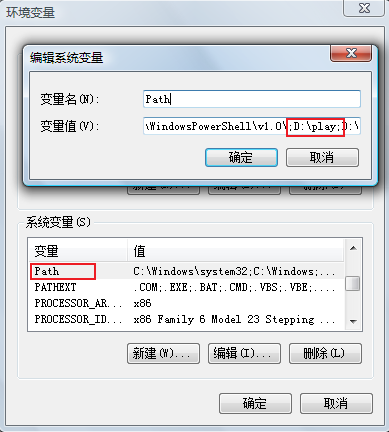 环境变量
编辑系统变量
变量名(N): Path
变量值(V): \WindowsPowerShell\v1.0\;D:\play;D:\
确定 取消
新建(W)... 编辑(I)... 删除(L)
系统变量(S)
变量 值
Path C:\Windows\system32;C:\Windows;...
PATHEXT .COM;.EXE;.BAT;.CMD;.VBS;.VBE;....
PROCESSOR_AR... x86
PROCESSOR_ID... x86 Family 6 Model 23 Stepping ...
新建(W)... 编辑(I)... 删除(L)
确定 取消